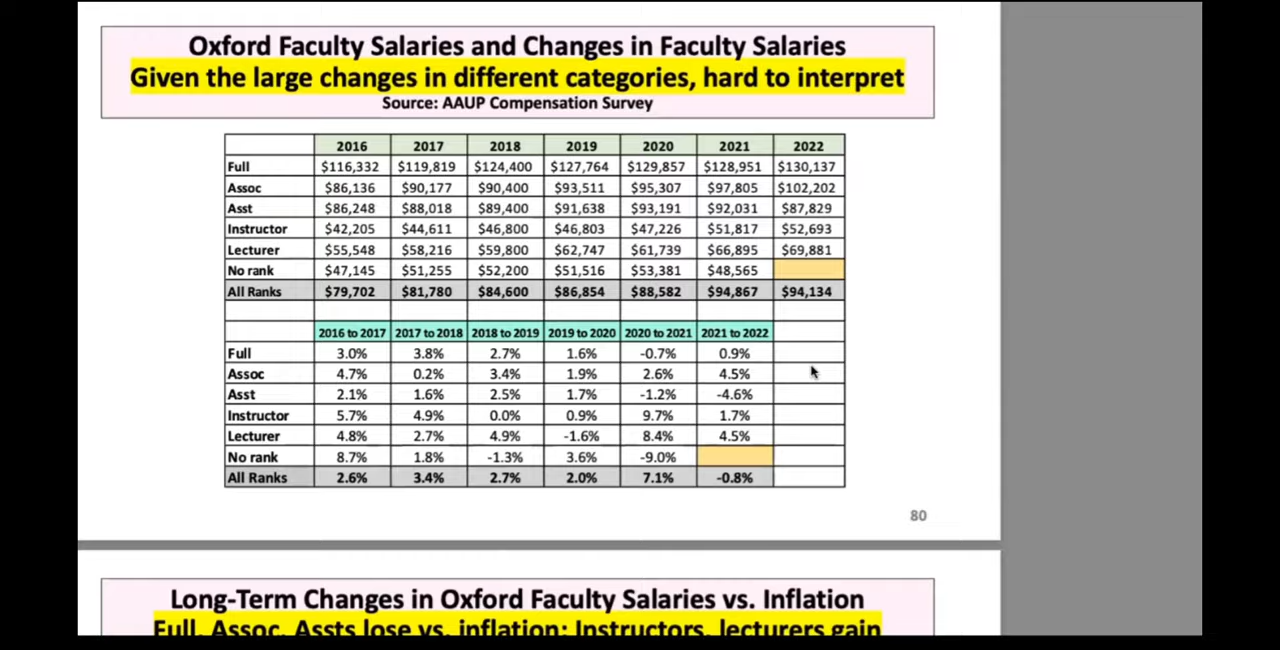 Oxford Faculty Salaries and Changes in Faculty Salaries
Given the large changes in different categories, hard to interpret
Source: AAUP Compensation Survey
2016 2017 2018 2019 2020 2021 2022
Full $116,332 $119,819 $124,400 $127,764 $129,857 $128,951 $130,137
Assoc $86,136 $90,177 $90,400 $93,511 $95,307 $97,805 $102,202
Asst $86,248 $88,018 $89,400 $91,638 $93,191 $92,031 $87,829
Instructor $42,205 $44,611 $46,800 $46,803 $47,226 $51,817 $52,693
Lecturer $55,548 $58,216 $59,800 $62,747 $61,739 $66,895 $69,881
No rank $47,145 $51,255 $52,200 $51,516 $53,381 $48,565
All Ranks $79,702 $81,780 $84,600 $86,854 $88,582 $94,867 $94,134
2016 to 2017 2017 to 2018 2018 to 2019 2019 to 2020 2020 to 2021 2021 to 2022
Full 3.0% 3.8% 2.7% 1.6% -0.7% 0.9%
Assoc 4.7% 0.2% 3.4% 1.9% 2.6% 4.5%
Asst 2.1% 1.6% 2.5% 1.7% -1.2% -4.6%
Instructor 5.7% 4.9% 0.0% 0.9% 9.7% 1.7%
Lecturer 4.8% 2.7% 4.9% -1.6% 8.4% 4.5%
No rank 8.7% 1.8% -1.3% 3.6% -9.0%
All Ranks 2.6% 3.4% 2.7% 2.0% 7.1% -0.8%
80
Long-Term Changes in Oxford Faculty Salaries vs. Inflation
Full, Assoc, Assts lose vs. inflation; Instructors, lecturers gain